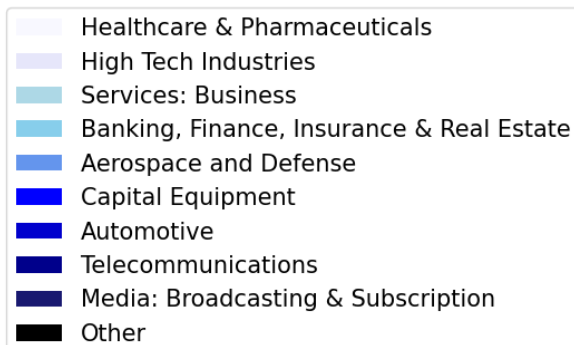 Healthcare & Pharmaceuticals
High Tech Industries
Services: Business
Banking, Finance, Insurance & Real Estate
Aerospace and Defense
Capital Equipment
Automotive
Telecommunications
Media: Broadcasting & Subscription
Other